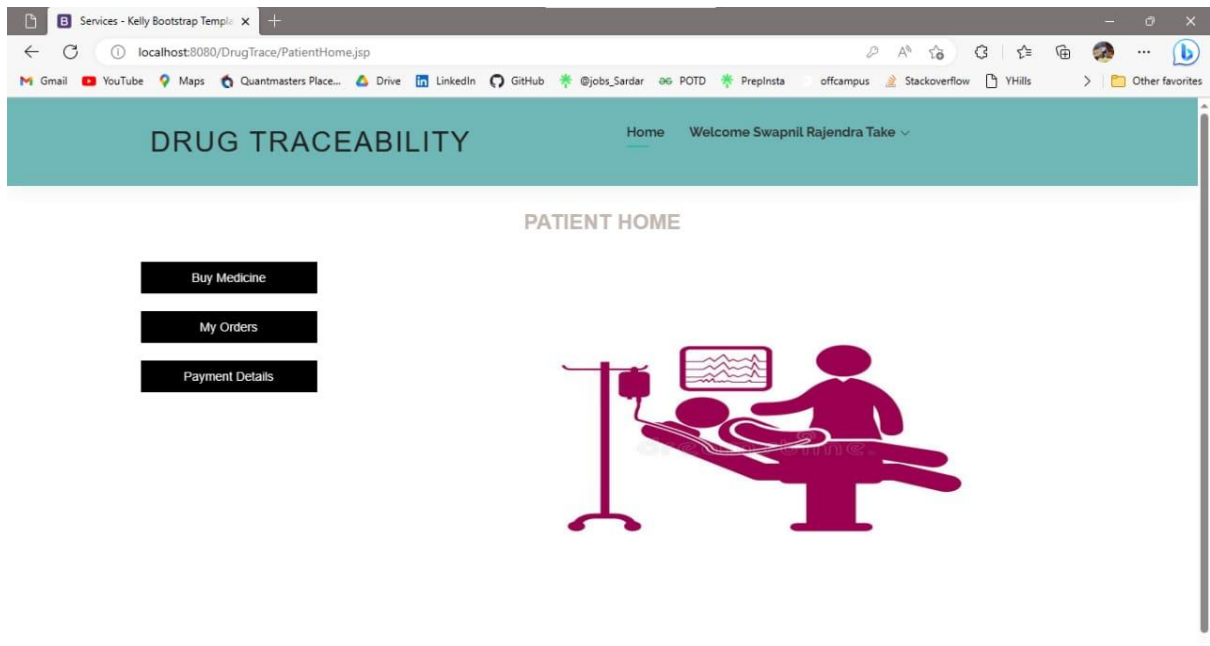 Services - Kelly Bootstrap Templa
localhost:8080/DrugTrace/PatientHome.jsp
Gmail YouTube Maps Quantmasters Place... Drive LinkedIn GitHub @jobs_Sardar POTD PrepInsta offcampus Stackoverflow YHills Other favorites
DRUG TRACEABILITY
Home Welcome Swapnil Rajendra Take
PATIENT HOME
Buy Medicine
My Orders
Payment Details